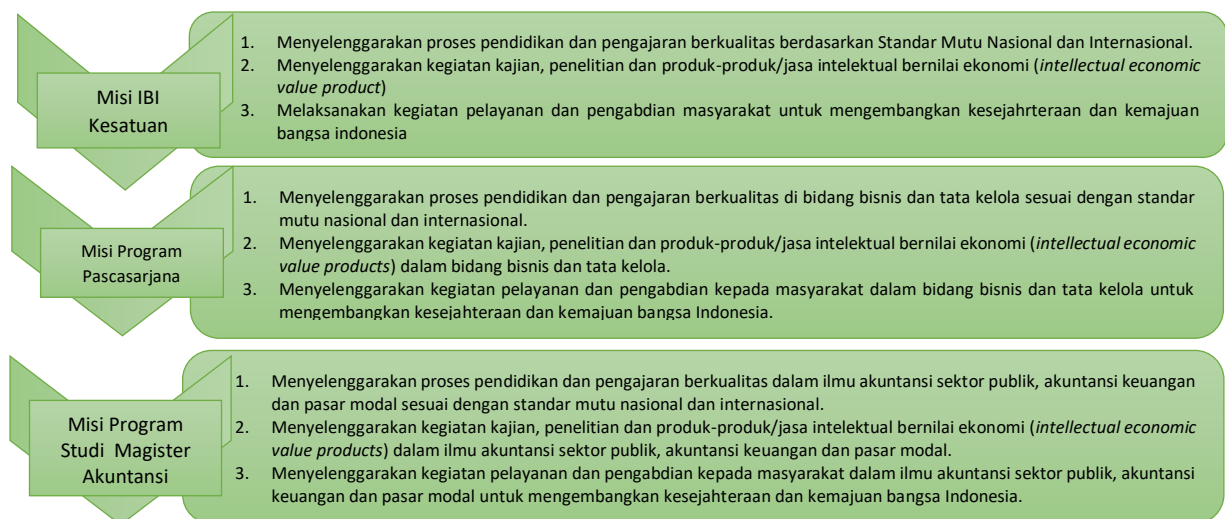 Misi IBI
Kesatuan
1. Menyelenggarakan proses pendidikan dan pengajaran berkualitas berdasarkan Standar Mutu Nasional dan Internasional.
2. Menyelenggarakan kegiatan kajian, penelitian dan produk-produk/jasa intelektual bernilai ekonomi (intellectual economic
value product)
3. Melaksanakan kegiatan pelayanan dan pengabdian masyarakat untuk mengembangkan kesejahrteraan dan kemajuan
bangsa indonesia
Misi Program
Pascasarjana
1. Menyelenggarakan proses pendidikan dan pengajaran berkualitas di bidang bisnis dan tata kelola sesuai dengan standar
mutu nasional dan internasional.
2. Menyelenggarakan kegiatan kajian, penelitian dan produk-produk/jasa intelektual bernilai ekonomi (intellectual economic
value products) dalam bidang bisnis dan tata kelola.
3. Menyelenggarakan kegiatan pelayanan dan pengabdian kepada masyarakat dalam bidang bisnis dan tata kelola untuk
mengembangkan kesejahteraan dan kemajuan bangsa Indonesia.
Misi Program
Studi Magister
Akuntansi
1. Menyelenggarakan proses pendidikan dan pengajaran berkualitas dalam ilmu akuntansi sektor publik, akuntansi keuangan
dan pasar modal sesuai dengan standar mutu nasional dan internasional.
2. Menyelenggarakan kegiatan kajian, penelitian dan produk-produk/jasa intelektual bernilai ekonomi (intellectual economic
value products) dalam ilmu akuntansi sektor publik, akuntansi keuangan dan pasar modal.
3. Menyelenggarakan kegiatan pelayanan dan pengabdian kepada masyarakat dalam ilmu akuntansi sektor publik, akuntansi
keuangan dan pasar modal untuk mengembangkan kesejahteraan dan kemajuan bangsa Indonesia.